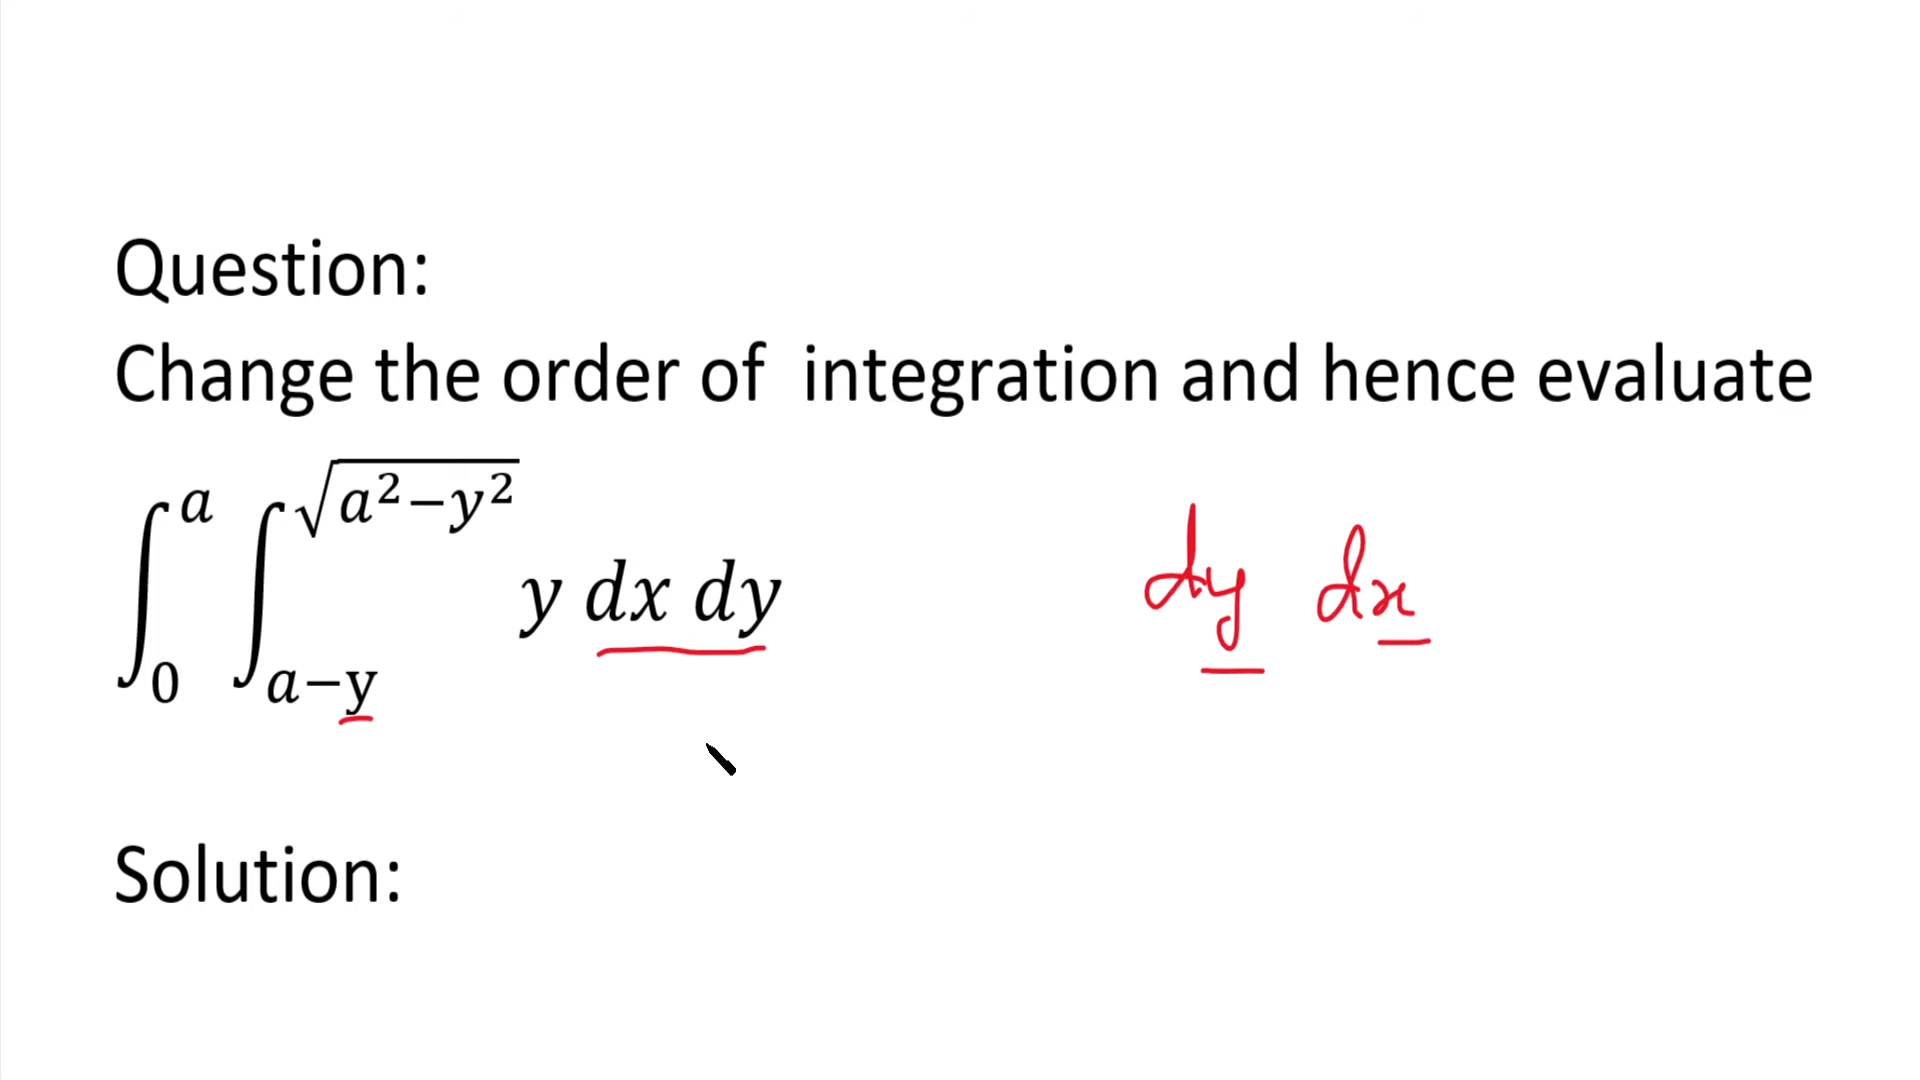 Question:
Change the order of integration and hence evaluate
∫₀^a ∫_{a−y}^{√(a²−y²)} y dx dy
dy dx
Solution: